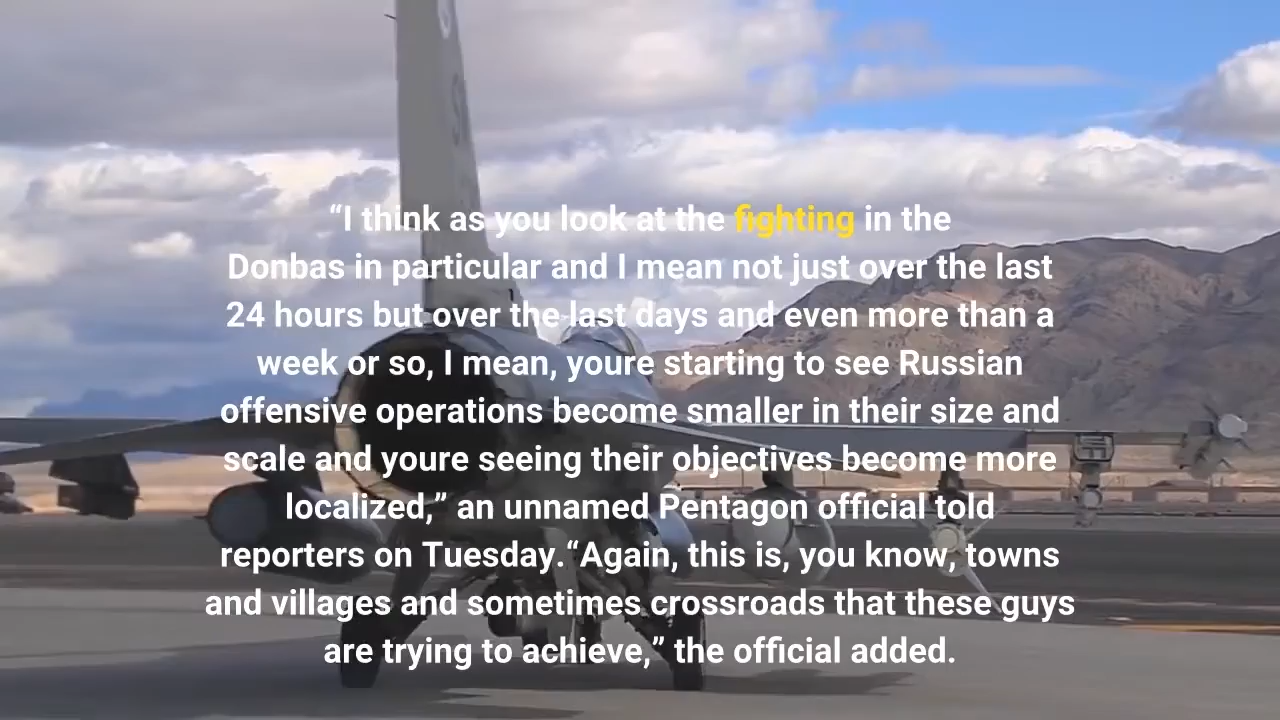 “I think as you look at the fighting in the
Donbas in particular and I mean not just over the last
24 hours but over the last days and even more than a
week or so, I mean, youre starting to see Russian
offensive operations become smaller in their size and
scale and youre seeing their objectives become more
localized,” an unnamed Pentagon official told
reporters on Tuesday.“Again, this is, you know, towns
and villages and sometimes crossroads that these guys
are trying to achieve,” the official added.